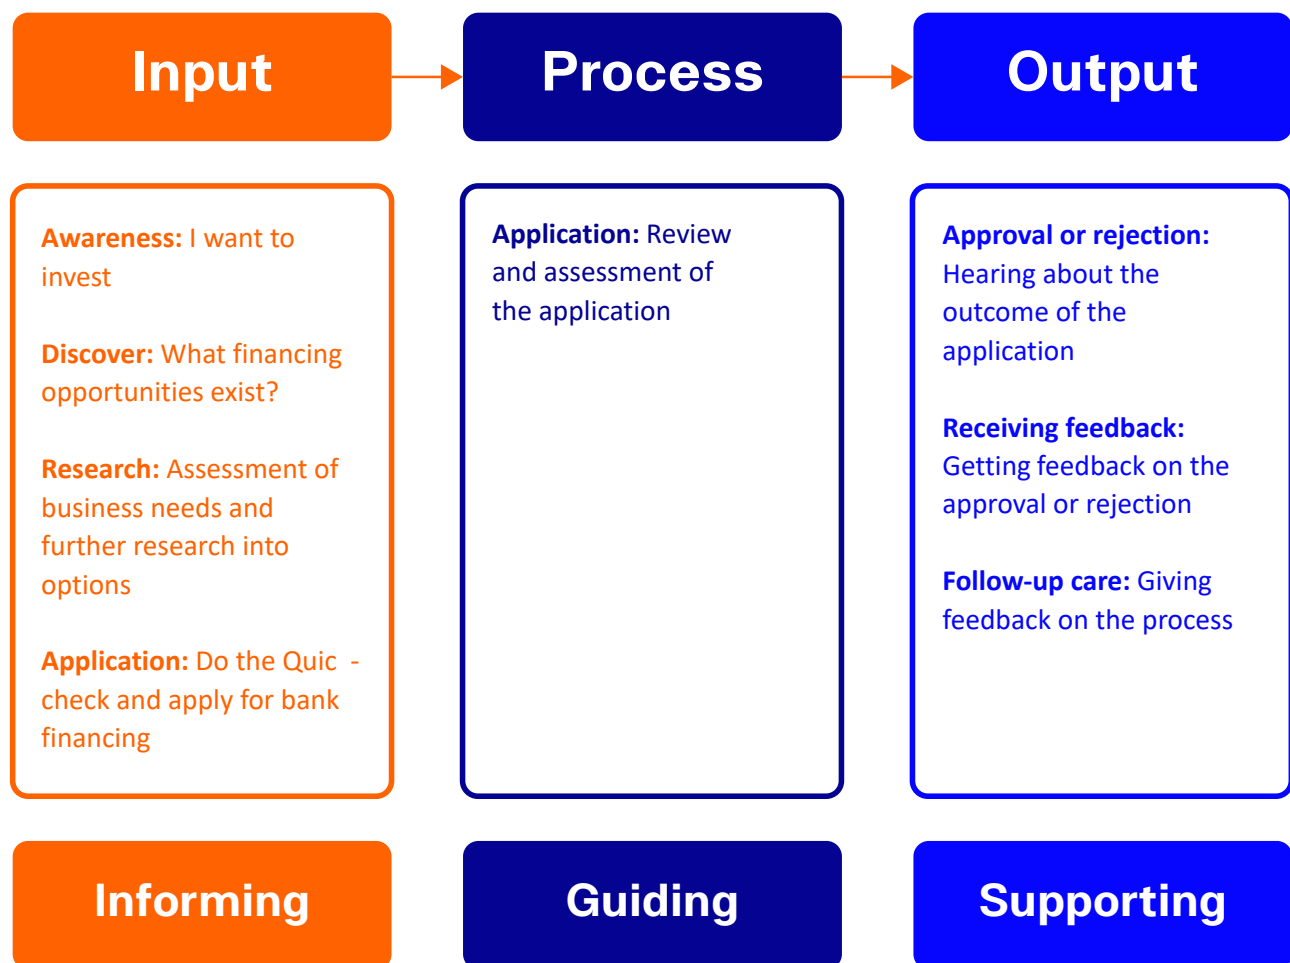 Input
Process
Output
Awareness: I want to
invest
Discover: What financing
opportunities exist?
Research: Assessment of
business needs and
further research into
options
Application: Do the Quic -
check and apply for bank
financing
Application: Review
and assessment of
the application
Approval or rejection:
Hearing about the
outcome of the
application
Receiving feedback:
Getting feedback on the
approval or rejection
Follow-up care: Giving
feedback on the process
Informing
Guiding
Supporting